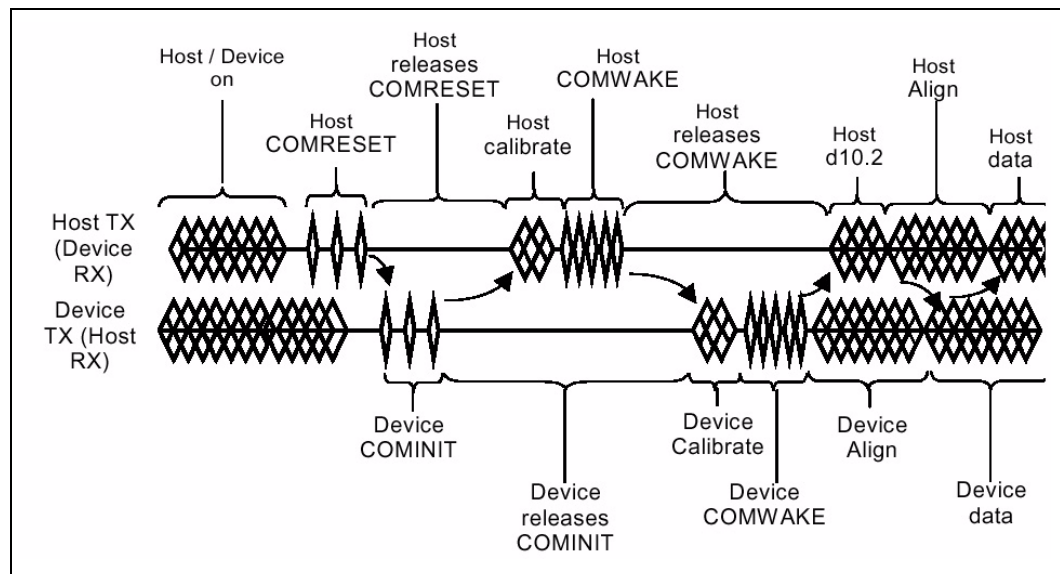 Host / Device
on
Host
COMRESET
Host
releases
COMRESET
Host
calibrate
Host
COMWAKE
Host
releases
COMWAKE
Host
d10.2
Host
Align
Host
data
Host TX
(Device
RX)
Device
TX (Host
RX)
Device
COMINIT
Device
releases
COMINIT
Device
Calibrate
Device
COMWAKE
Device
Align
Device
data